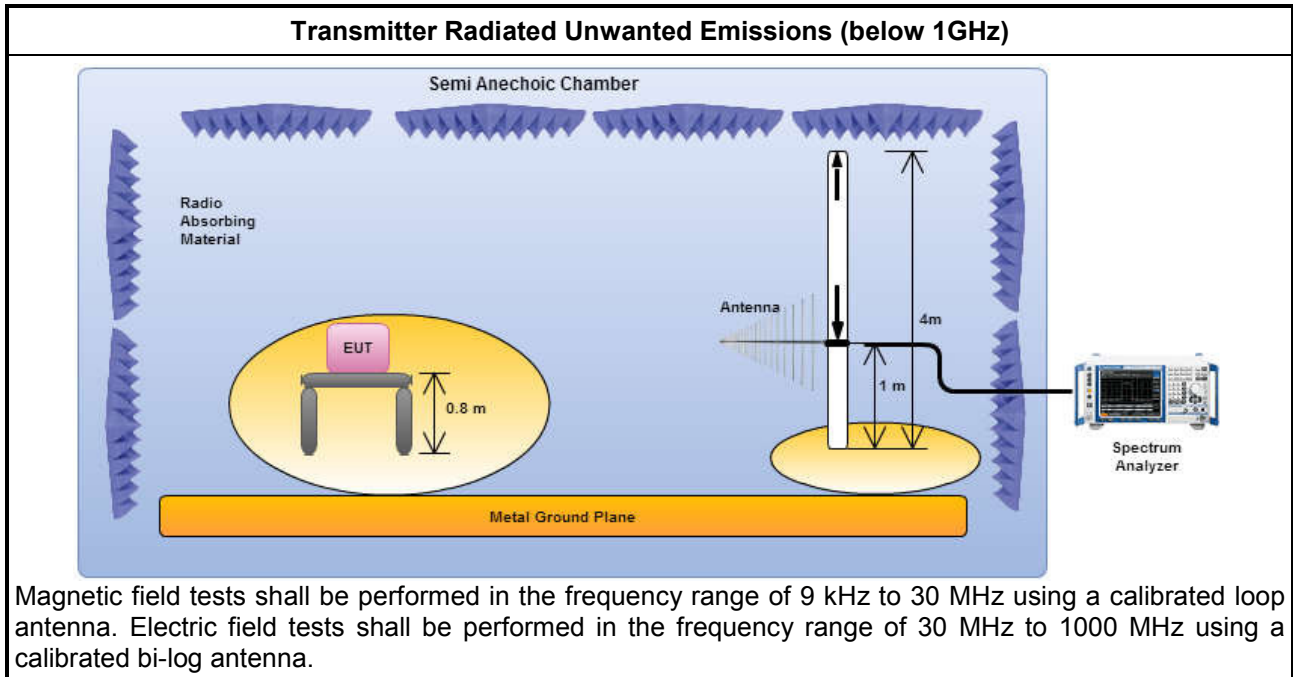 Transmitter Radiated Unwanted Emissions (below 1GHz)
Semi Anechoic Chamber
Radio
Absorbing
Material
Antenna
4m
EUT
1 m
0.8 m
Spectrum
Analyzer
Metal Ground Plane
Magnetic field tests shall be performed in the frequency range of 9 kHz to 30 MHz using a calibrated loop
antenna. Electric field tests shall be performed in the frequency range of 30 MHz to 1000 MHz using a
calibrated bi-log antenna.